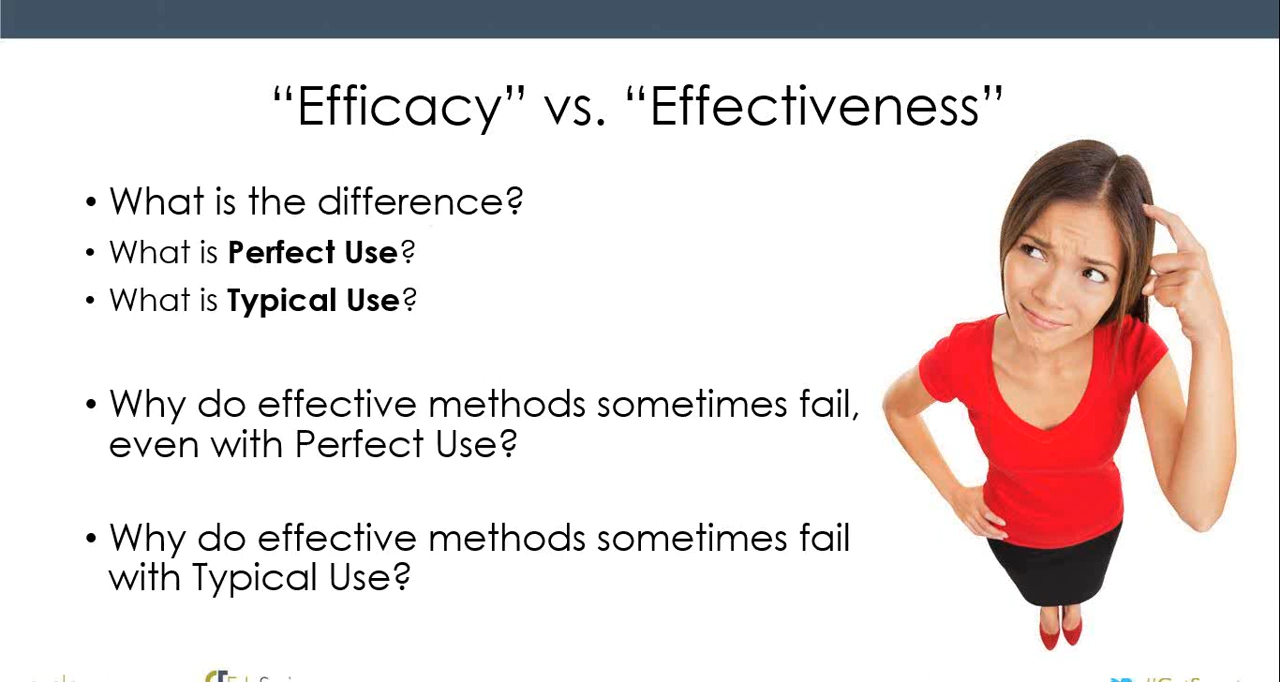 “Efficacy” vs. “Effectiveness”
• What is the difference?
• What is Perfect Use?
• What is Typical Use?
• Why do effective methods sometimes fail,
even with Perfect Use?
• Why do effective methods sometimes fail
with Typical Use?